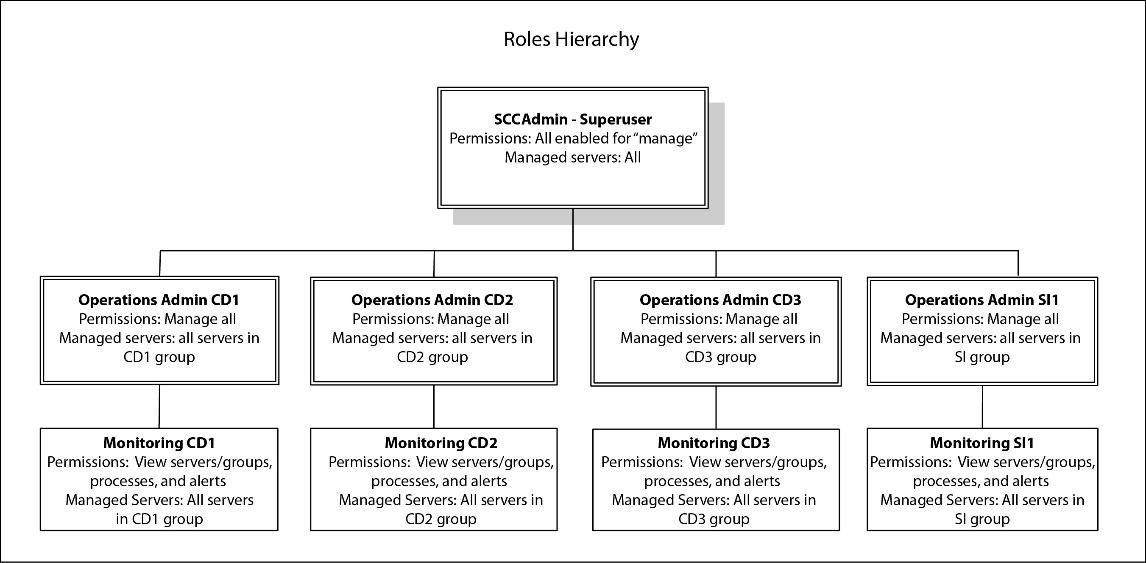 Roles Hierarchy
SCCAdmin - Superuser
Permissions: All enabled for “manage”
Managed servers: All
Operations Admin CD1
Permissions: Manage all
Managed servers: all servers in
CD1 group
Operations Admin CD2
Permissions: Manage all
Managed servers: all servers in
CD2 group
Operations Admin CD3
Permissions: Manage all
Managed servers: all servers in
CD3 group
Operations Admin SI1
Permissions: Manage all
Managed servers: all servers in
SI group
Monitoring CD1
Permissions: View servers/groups,
processes, and alerts
Managed Servers: All servers
in CD1 group
Monitoring CD2
Permissions: View servers/groups,
processes, and alerts
Managed Servers: All servers in
CD2 group
Monitoring CD3
Permissions: View servers/groups,
processes, and alerts
Managed Servers: All servers in
CD3 group
Monitoring SI1
Permissions: View servers/groups,
processes, and alerts
Managed Servers: All servers in
SI group